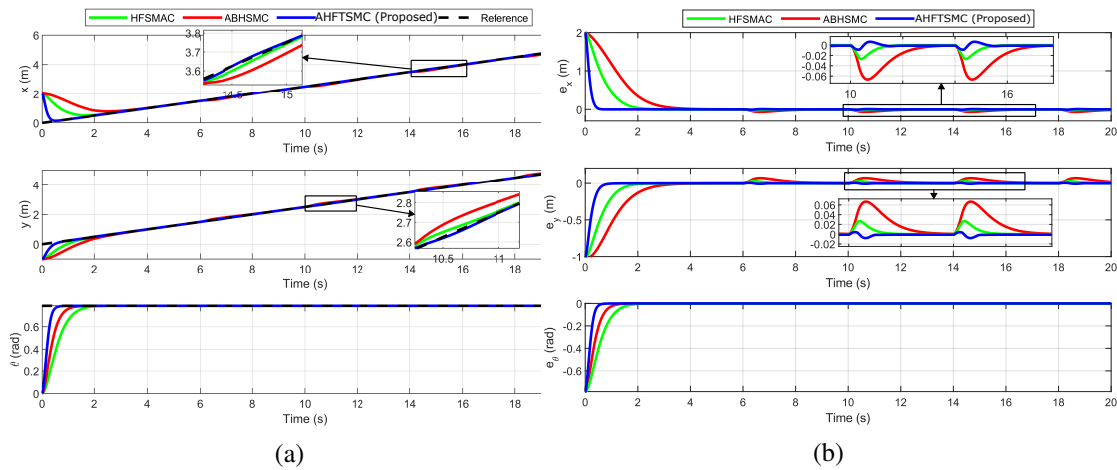 HFSMAC ABHSMC AHFTSMC (Proposed) Reference
x (m)
6
4
2
0
3.8
3.7
3.6
14.5 15
0 2 4 6 8 10 12 14 16 18
Time (s)
y (m)
4
2
0
2.8
2.7
2.6
10.5 11
0 2 4 6 8 10 12 14 16 18
Time (s)
θ (rad)
0.6
0.4
0.2
0
0 2 4 6 8 10 12 14 16 18
Time (s)
(a)
HFSMAC ABHSMC AHFTSMC (Proposed)
e_x (m)
2
1
0
0
-0.02
-0.04
-0.06
10 16
0 2 4 6 8 10 12 14 16 18 20
Time (s)
e_y (m)
0
-0.5
-1
0.06
0.04
0.02
0
-0.02
0 2 4 6 8 10 12 14 16 18 20
Time (s)
e_θ (rad)
0
-0.2
-0.4
-0.6
0 2 4 6 8 10 12 14 16 18 20
Time (s)
(b)